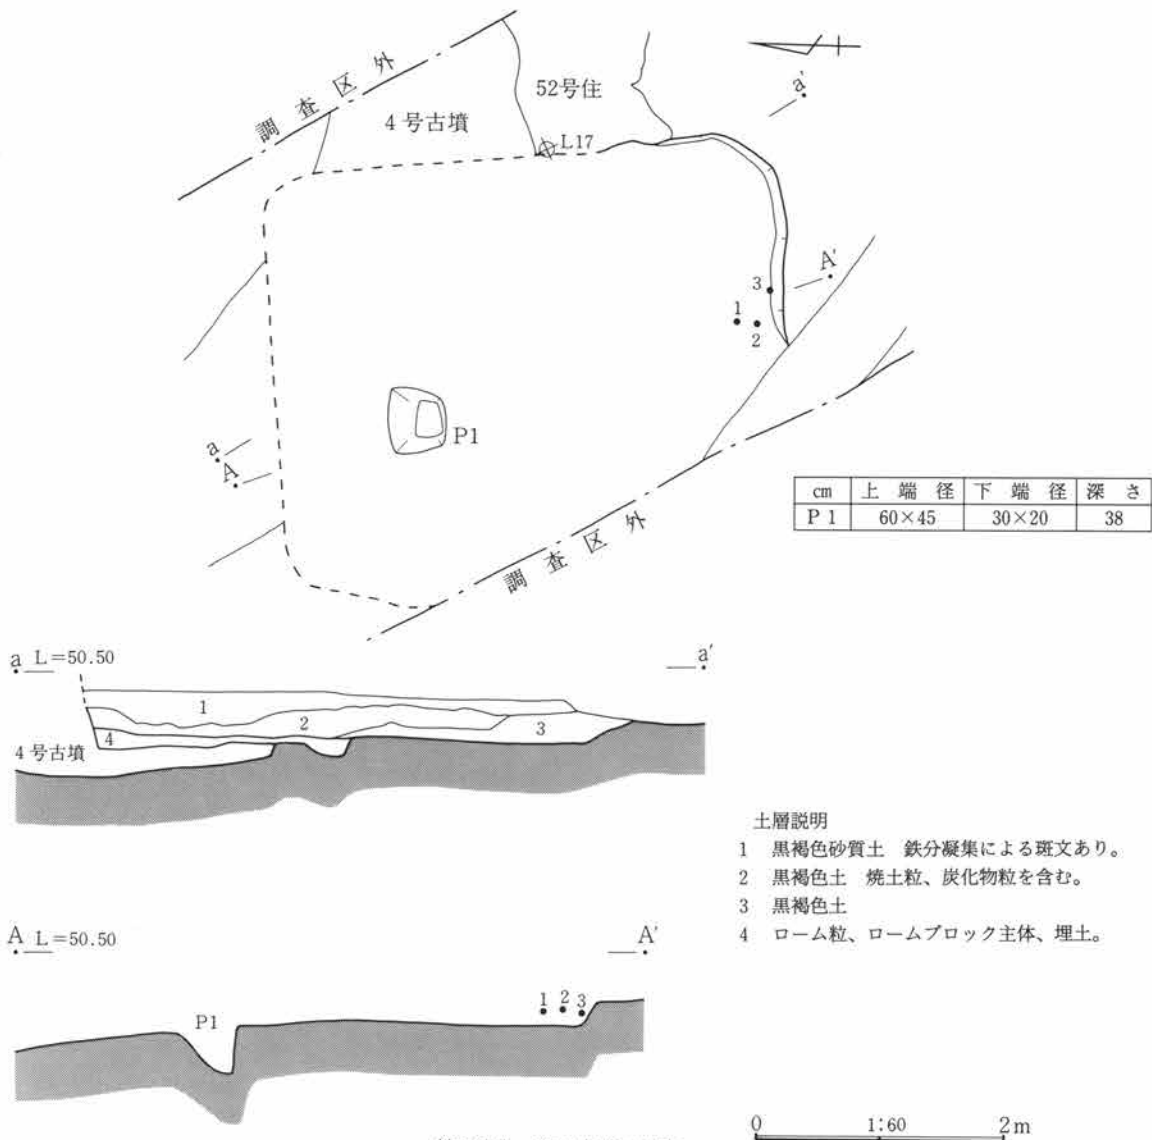 調査区外
4号古墳
52号住
L17
a'
A'
3
1
2
P1
a
A
調査区外
cm 上端径 下端径 深さ
P1 60×45 30×20 38
a L=50.50 a'
1
2
3
4
4号古墳
土層説明
1 黒褐色砂質土 鉄分凝集による斑文あり。
2 黒褐色土 焼土粒、炭化物粒を含む。
3 黒褐色土
4 ローム粒、ロームブロック主体、埋土。
A L=50.50 A'
1 2 3
P1
0 1:60 2m